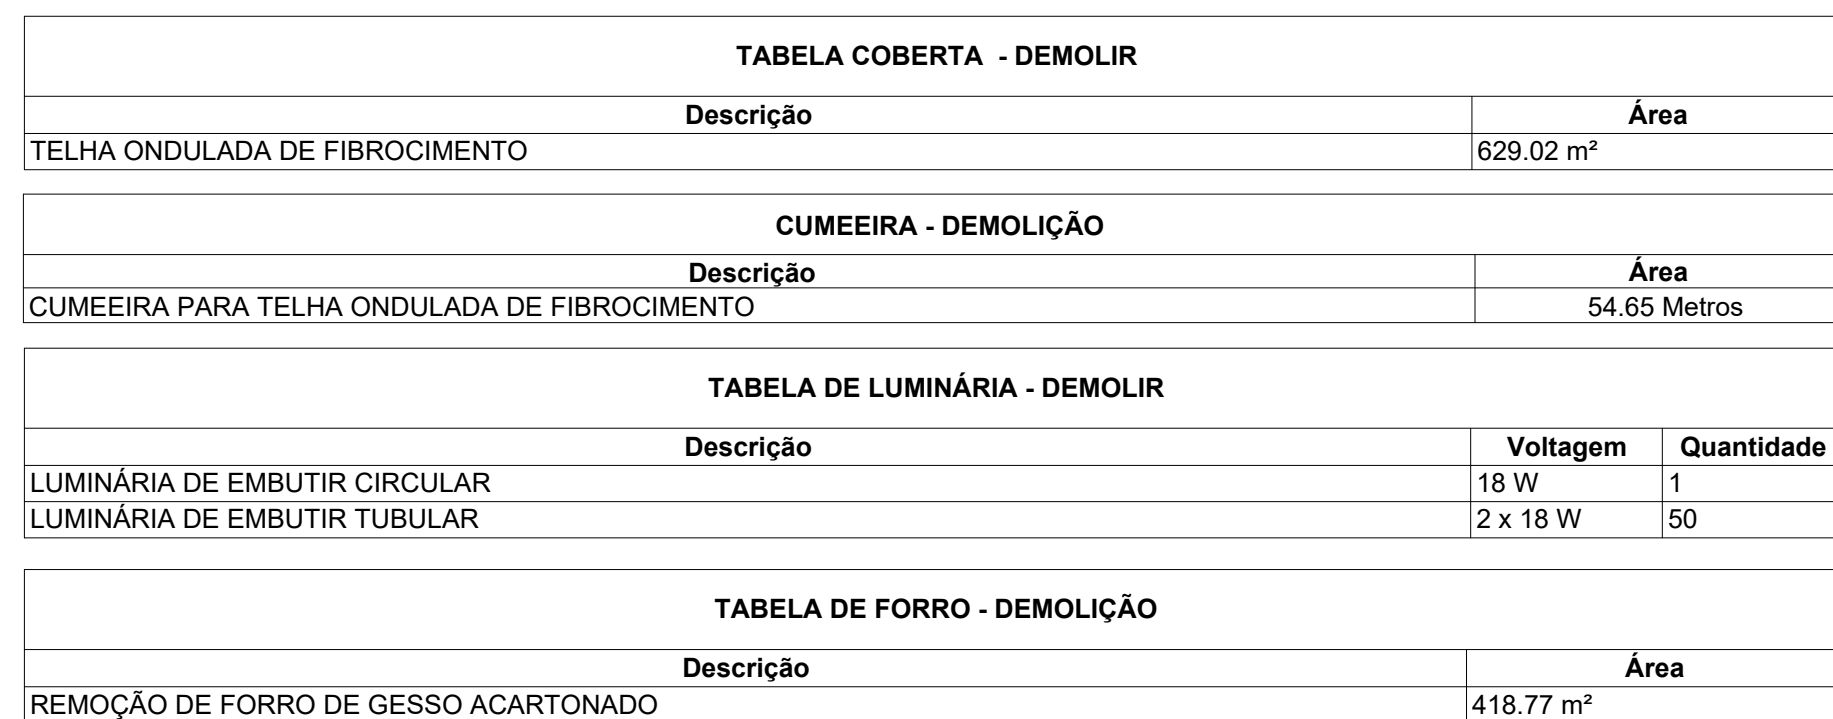 TABELA COBERTA - DEMOLIR
Descrição Área
TELHA ONDULADA DE FIBROCIMENTO 629.02 m²
CUMEEIRA - DEMOLIÇÃO
Descrição Área
CUMEEIRA PARA TELHA ONDULADA DE FIBROCIMENTO 54.65 Metros
TABELA DE LUMINÁRIA - DEMOLIR
Descrição Voltagem Quantidade
LUMINÁRIA DE EMBUTIR CIRCULAR 18 W 1
LUMINÁRIA DE EMBUTIR TUBULAR 2 x 18 W 50
TABELA DE FORRO - DEMOLIÇÃO
Descrição Área
REMOÇÃO DE FORRO DE GESSO ACARTONADO 418.77 m²